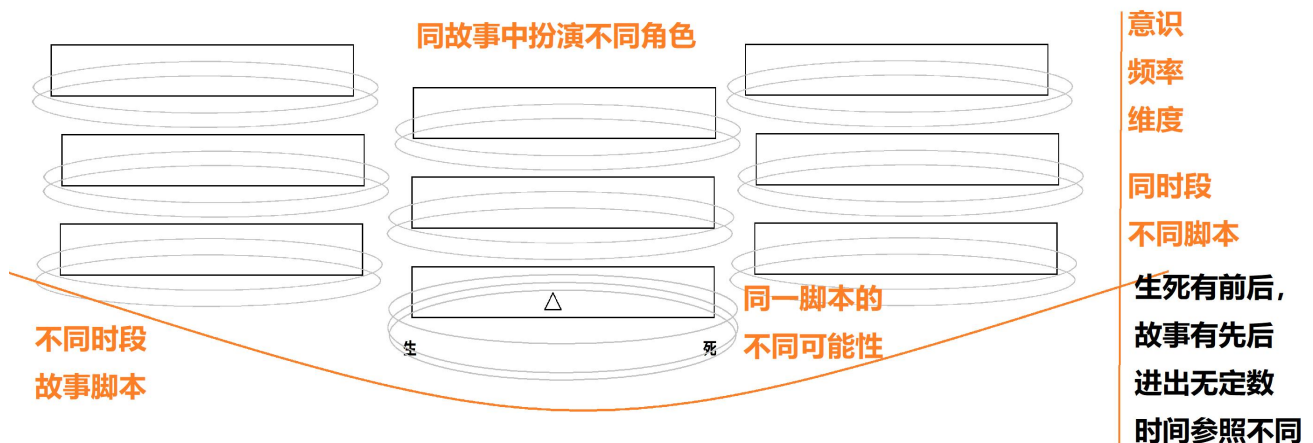 同故事中扮演不同角色
意识
频率
维度
同时段
不同脚本
生死有前后，
故事有先后
进出无定数
时间参照不同
同一脚本的
不同可能性
生
死
不同时段
故事脚本